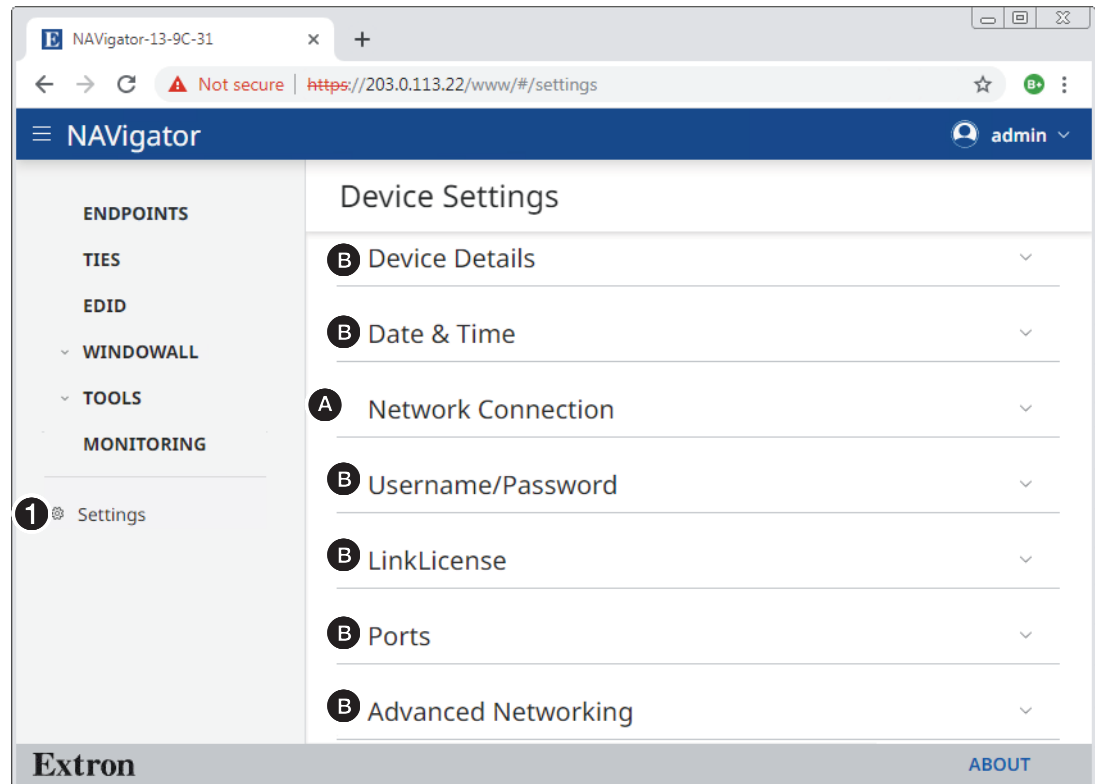 E NAVigator-13-9C-31
Not secure | https://203.0.113.22/www/#/settings B+
NAVigator admin
Device Settings
ENDPOINTS
TIES
EDID
WINDOWALL
TOOLS
MONITORING
1 Settings
B Device Details
B Date & Time
A Network Connection
B Username/Password
B LinkLicense
B Ports
B Advanced Networking
Extron ABOUT